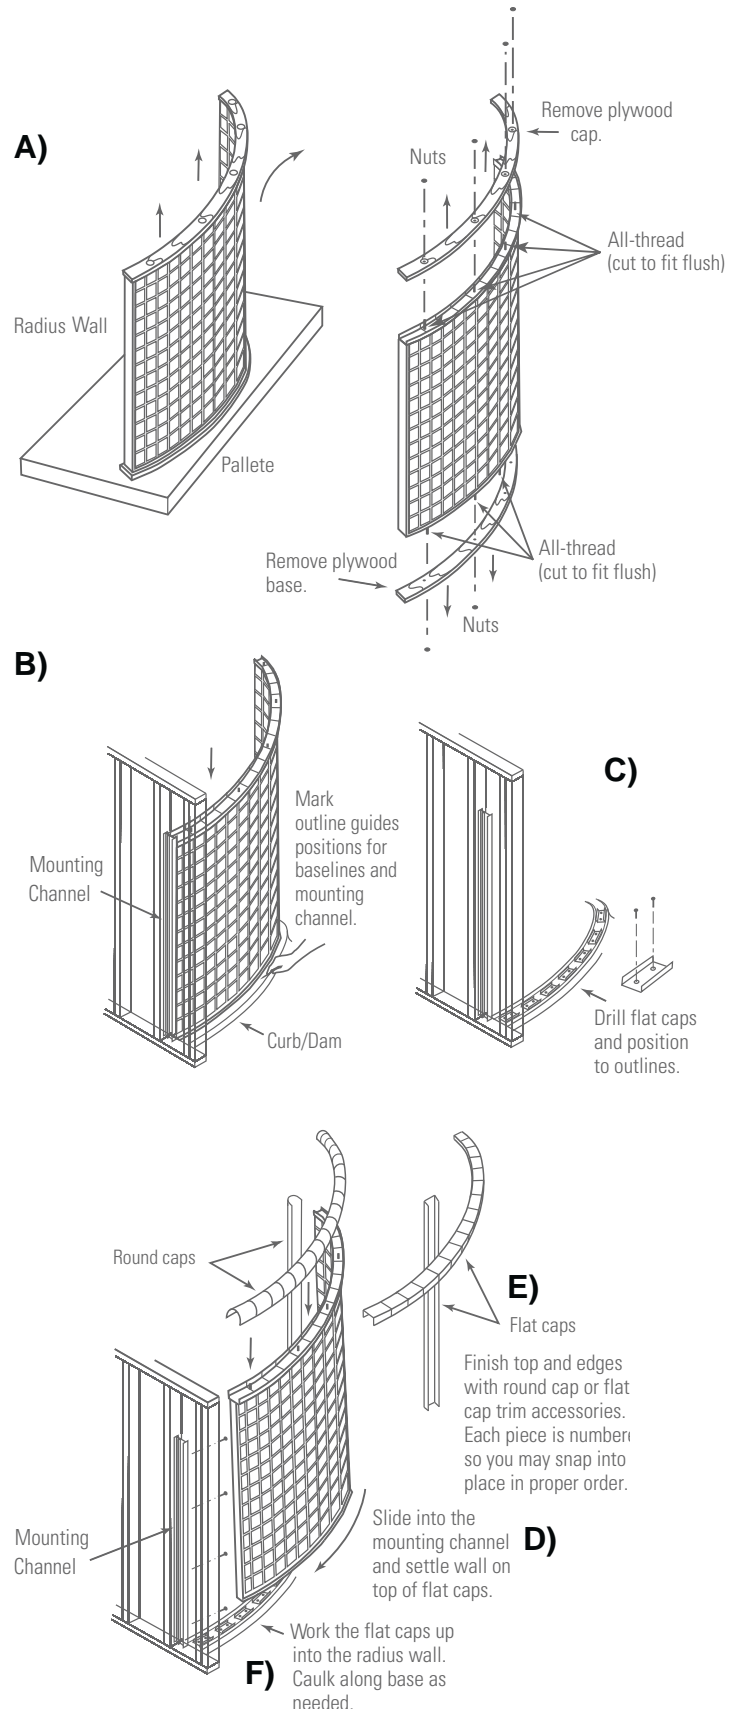 A)
Radius Wall
Pallete
Remove plywood
cap.
Nuts
All-thread
(cut to fit flush)
All-thread
(cut to fit flush)
Remove plywood
base.
Nuts
B)
Mark
outline guides
positions for
baselines and
mounting
channel.
Mounting
Channel
Curb/Dam
C)
Drill flat caps
and position
to outlines.
Round caps
E)
Flat caps
Finish top and edges
with round cap or flat
cap trim accessories.
Each piece is number
so you may snap into
place in proper order.
Mounting
Channel
Slide into the
mounting channel
and settle wall on
top of flat caps.
D)
Work the flat caps up
into the radius wall.
Caulk along base as
needed.
F)